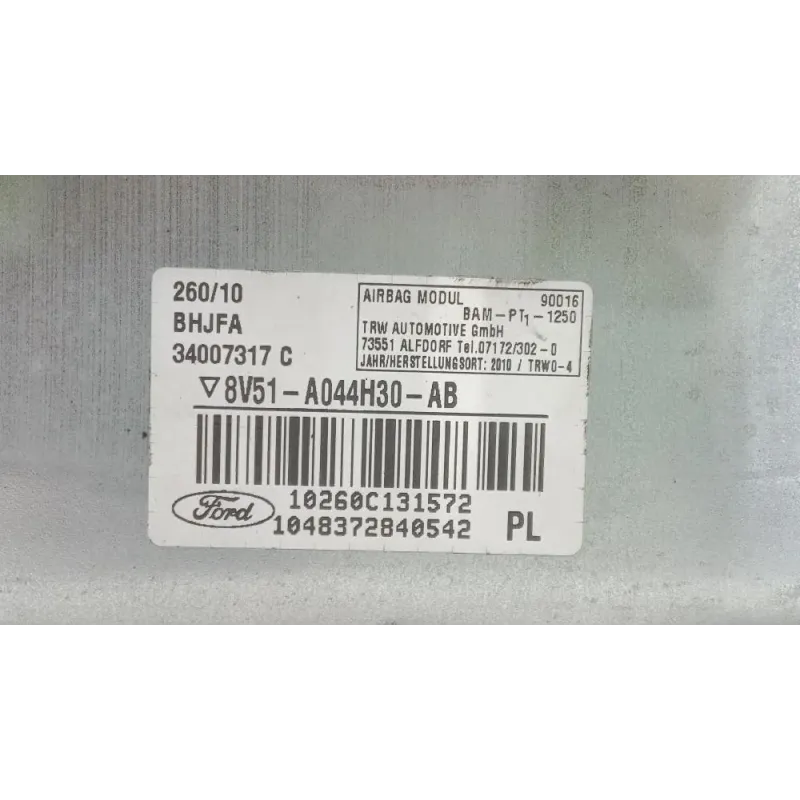 260/10
BHJFA
34007317 C
AIRBAG MODUL 90016
BAM-PT1-1250
TRW AUTOMOTIVE GmbH
73551 ALFDORF Tel.07172/302-0
JAHR/HERSTELLUNGSORT: 2010 / TRW0-4
▽8V51-A044H30-AB
Ford
10260C131572
1048372840542
PL